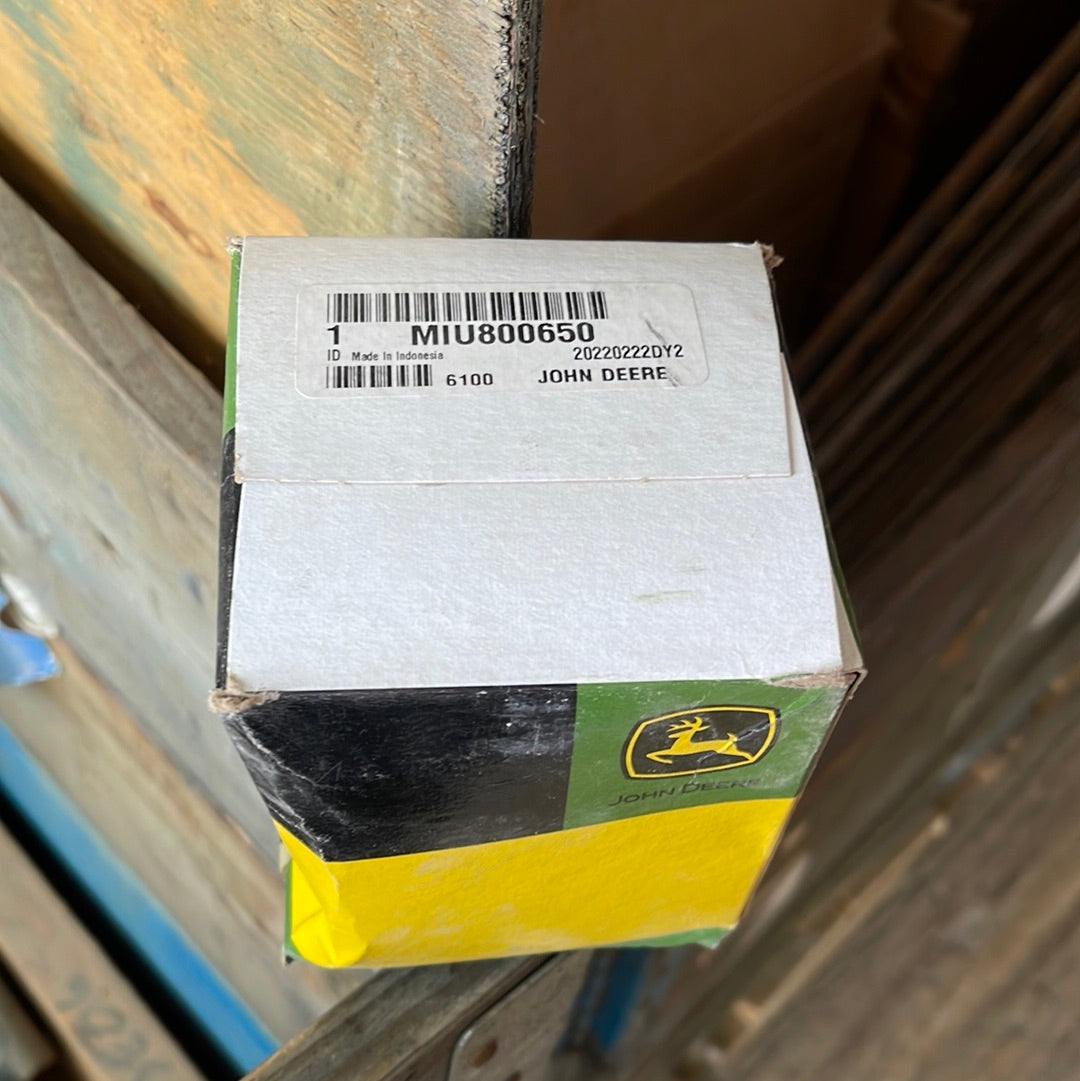 1 MIU800650
ID Made In Indonesia 20220222DY2
6100 JOHN DEERE
JOHN DEERE